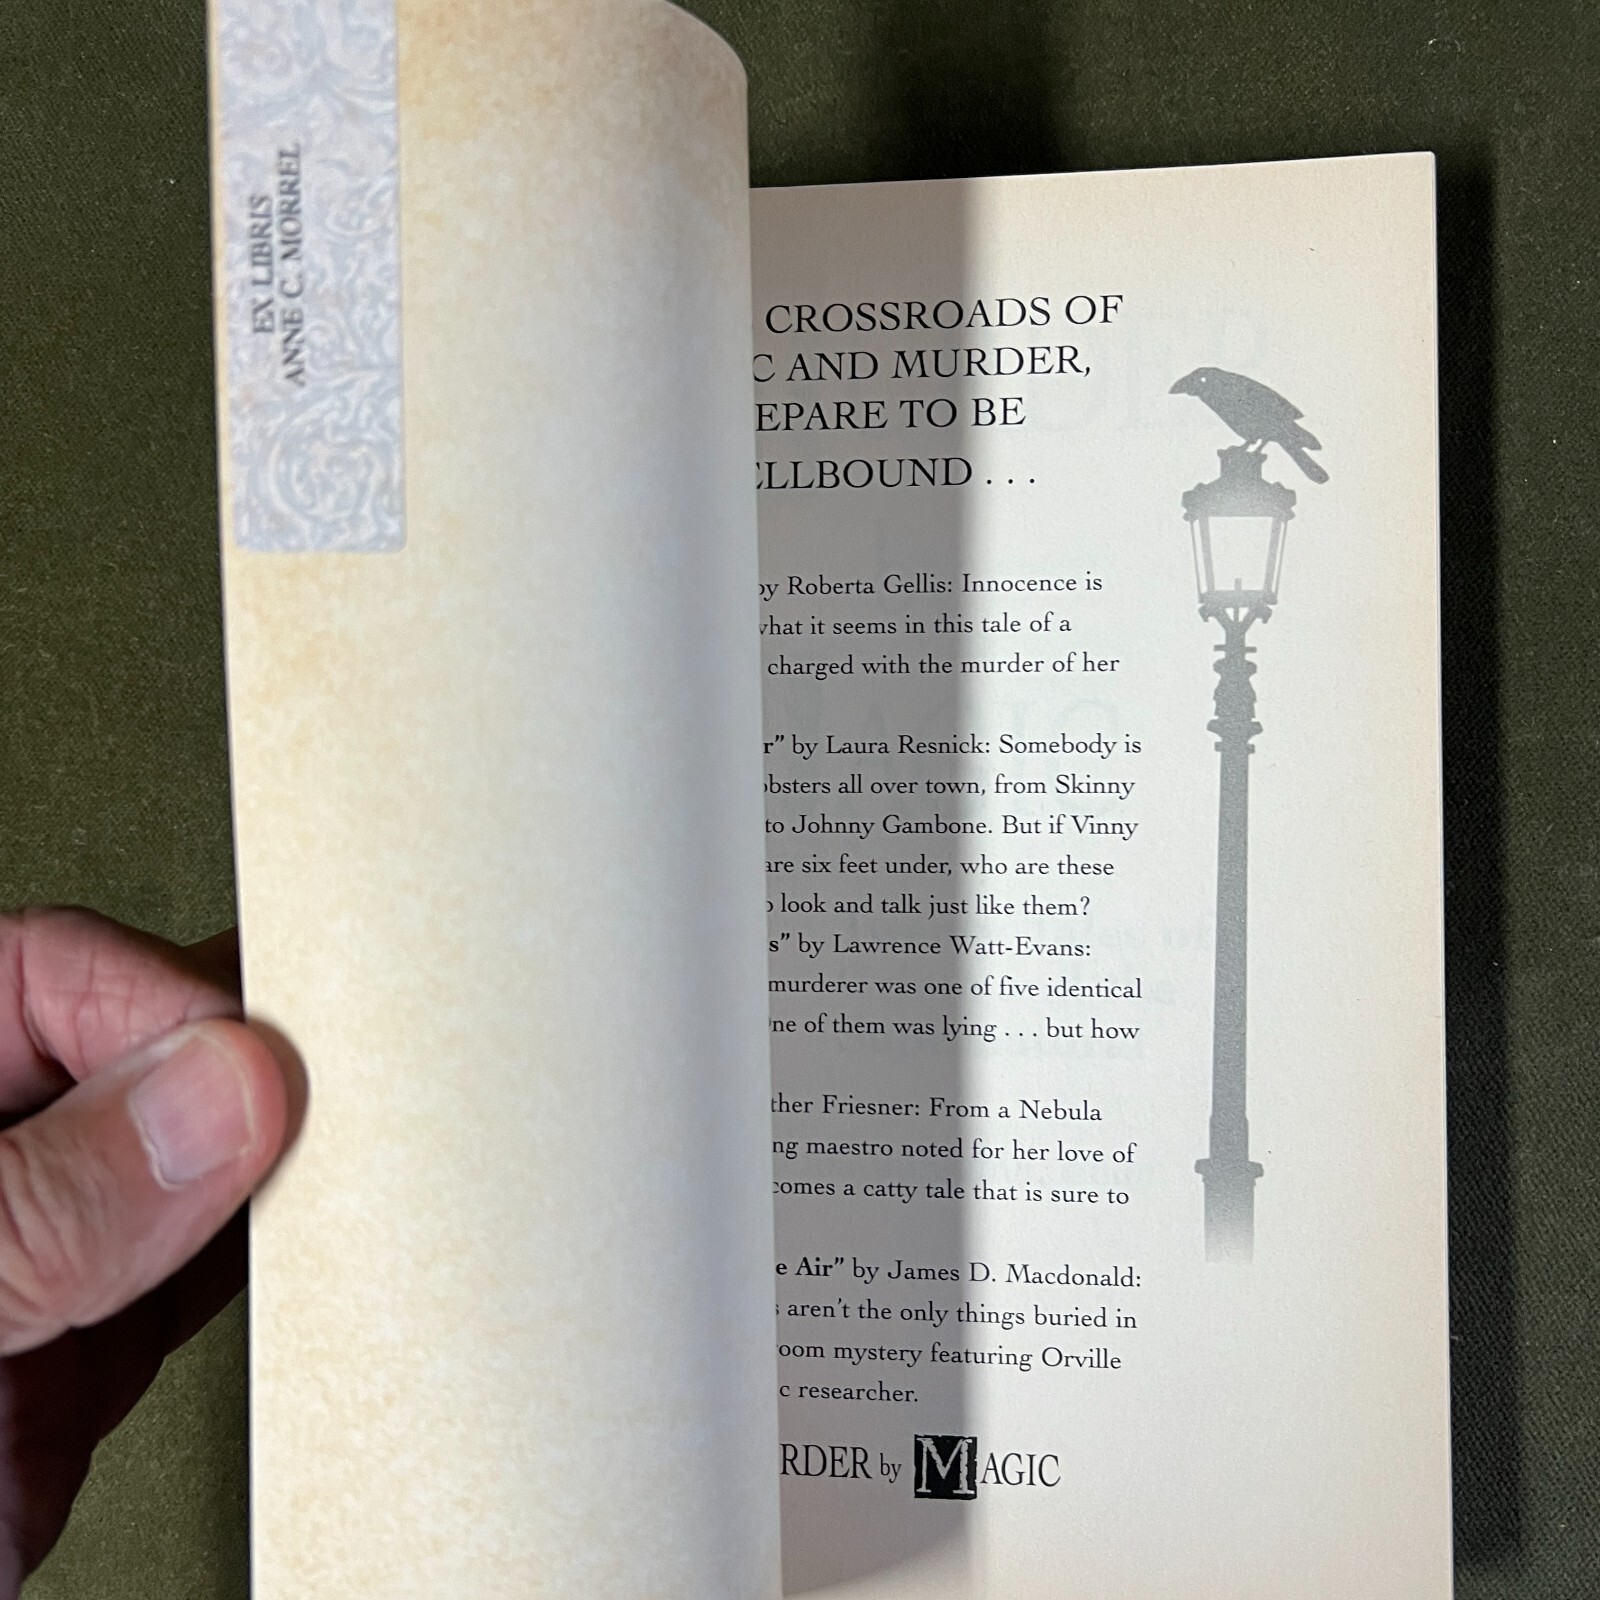 EX LIBRIS
ANNE C. MORREL
CROSSROADS OF
C AND MURDER,
EPARE TO BE
LLBOUND . . .
by Roberta Gellis: Innocence is
what it seems in this tale of a
charged with the murder of her
r” by Laura Resnick: Somebody is
obsters all over town, from Skinny
to Johnny Gambone. But if Vinny
are six feet under, who are these
o look and talk just like them?
s” by Lawrence Watt-Evans:
murderer was one of five identical
One of them was lying . . . but how
ther Friesner: From a Nebula
ng maestro noted for her love of
comes a catty tale that is sure to
e Air” by James D. Macdonald:
s aren’t the only things buried in
oom mystery featuring Orville
c researcher.
RDER by MAGIC